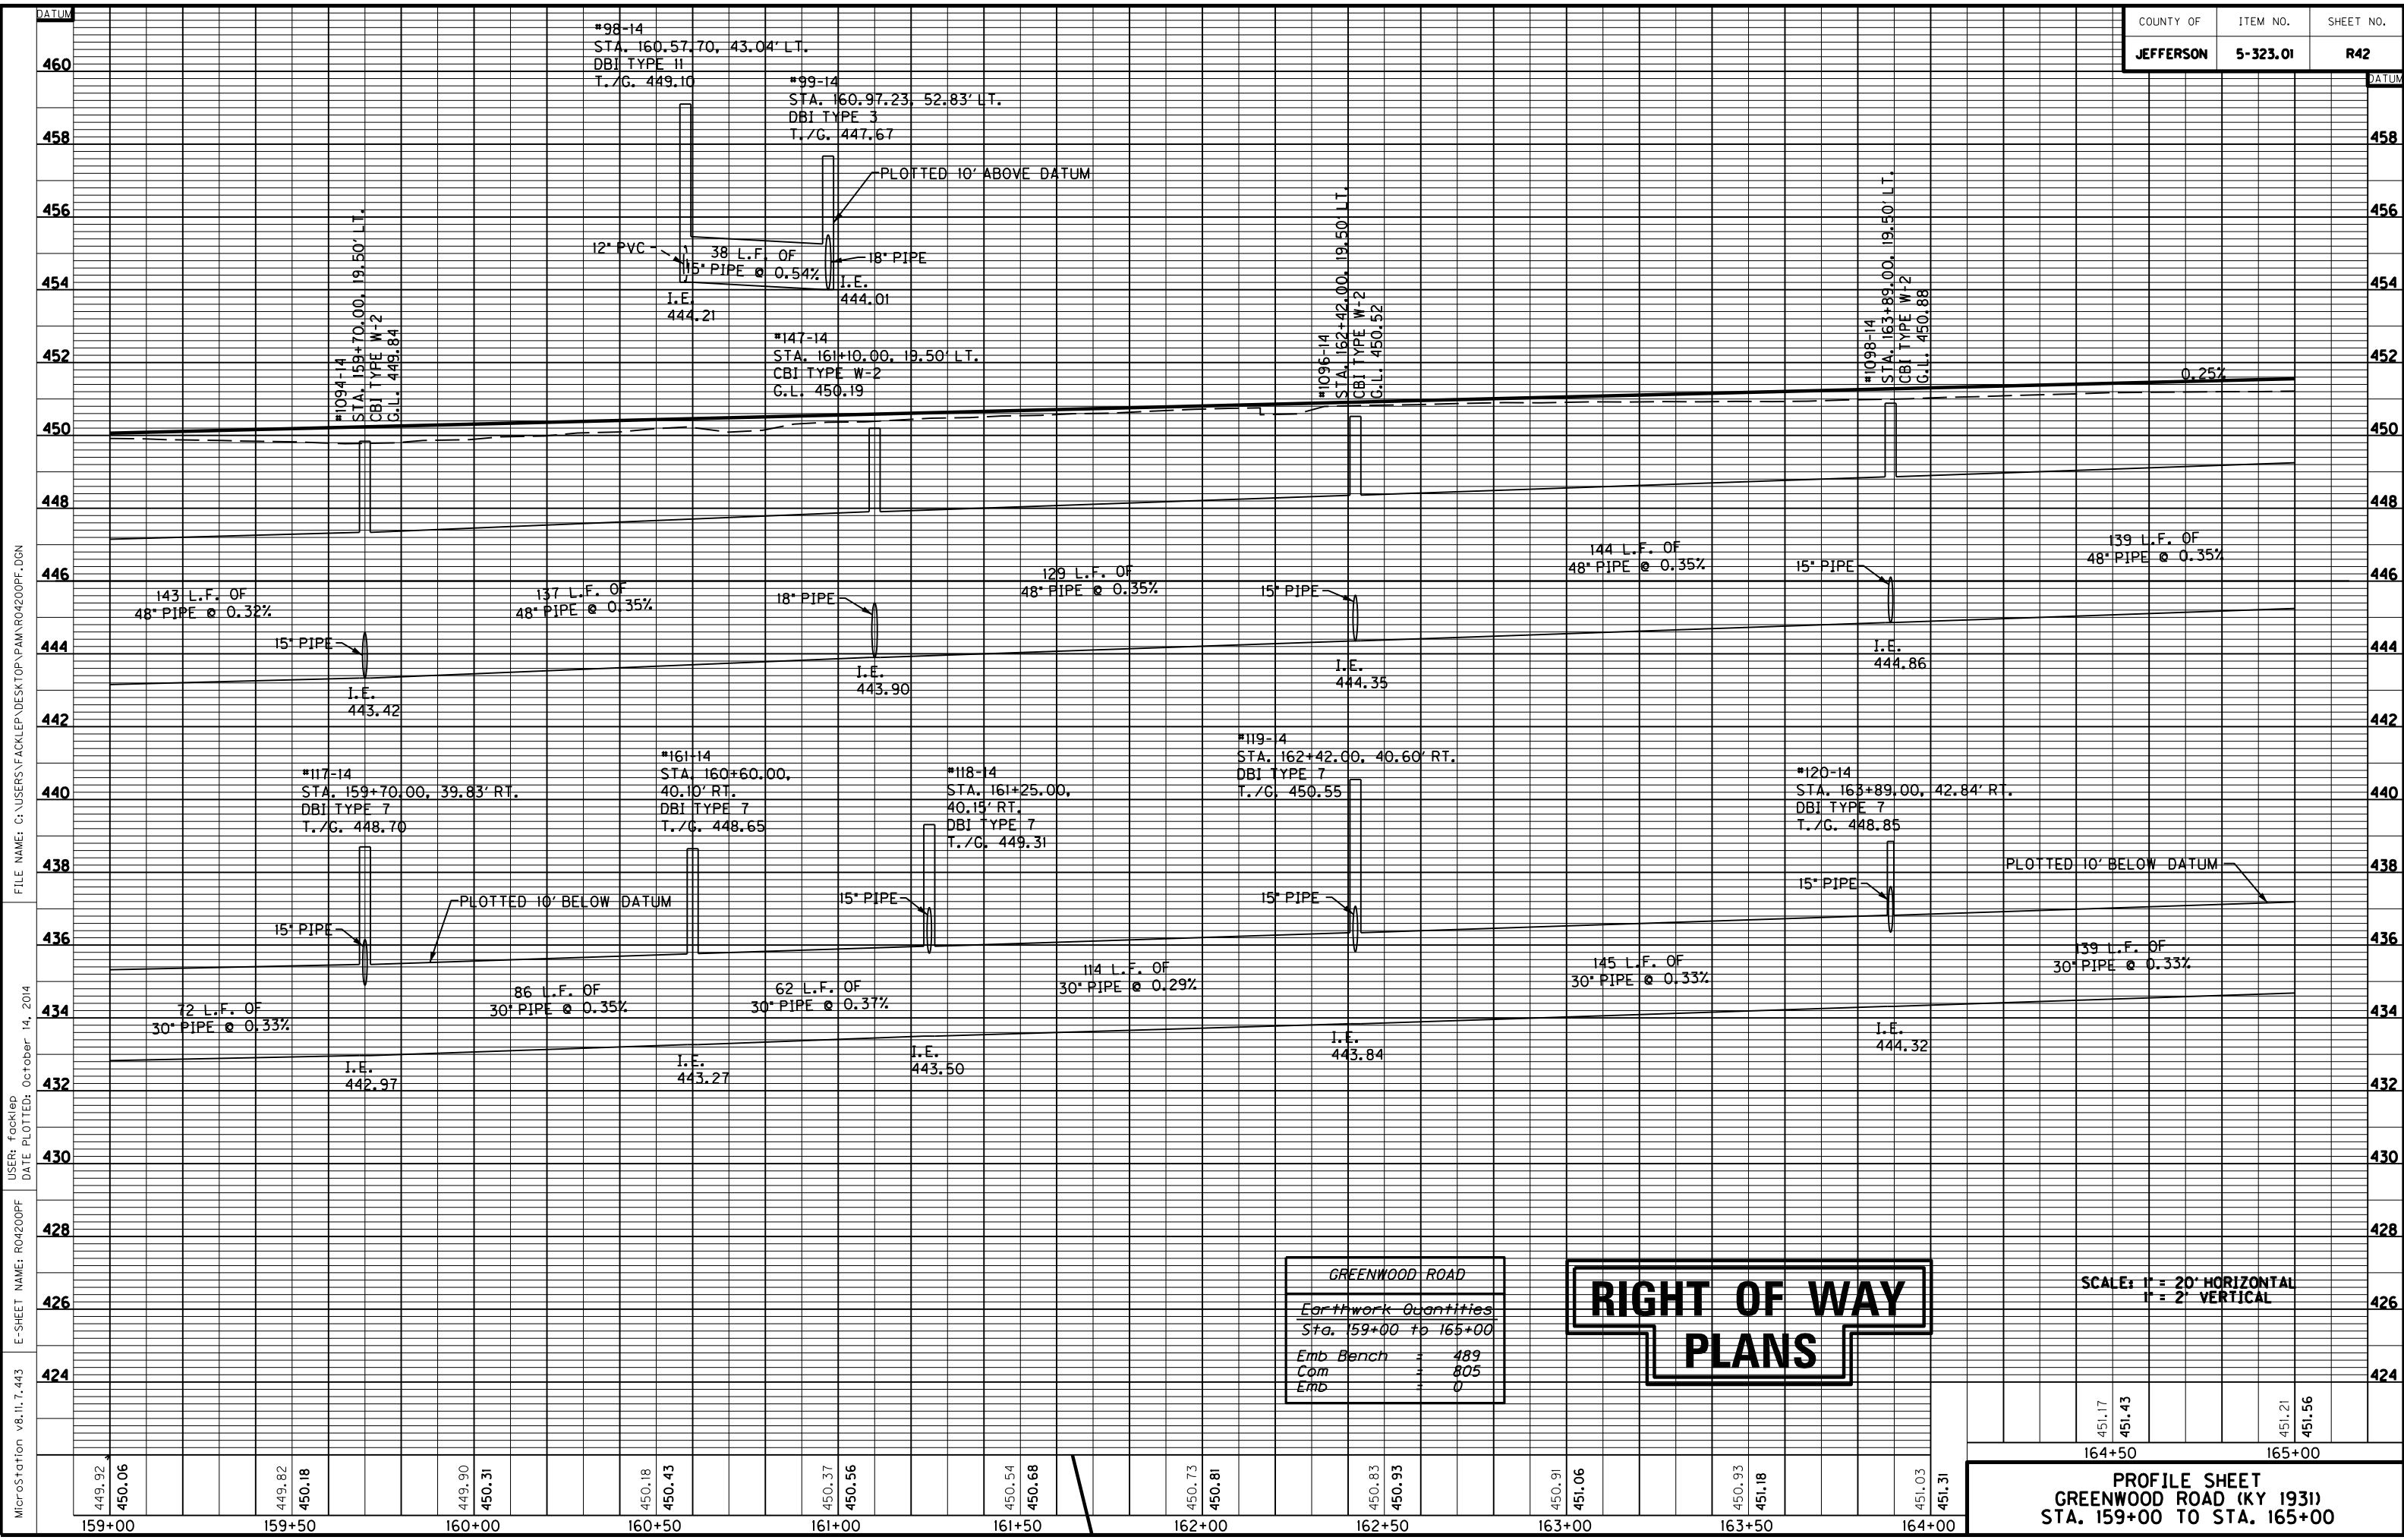 DATUM
COUNTY OF
ITEM NO.
SHEET NO.
JEFFERSON
5-323.01
R42
DATUM
460
458
456
454
452
450
448
446
444
442
440
438
436
434
432
430
428
426
424
458
456
454
452
450
448
446
444
442
440
438
436
434
432
430
428
426
424
#98-14
STA. 160.57.70, 43.04' LT.
DBI TYPE 11
T./G. 449.10
#99-14
STA. 160.97.23, 52.83' LT.
DBI TYPE 3
T./G. 447.67
PLOTTED 10' ABOVE DATUM
12" PVC
38 L.F. OF
15" PIPE @ 0.54%
18" PIPE
I.E.
444.21
I.E.
444.01
#1094-14
STA. 159+70.00, 19.50' LT.
CBI TYPE W-2
G.L. 449.84
#147-14
STA. 161+10.00, 19.50' LT.
CBI TYPE W-2
G.L. 450.19
#1096-14
STA. 162+42.00, 19.50' LT.
CBI TYPE W-2
G.L. 450.52
#1098-14
STA. 163+89.00, 19.50' LT.
CBI TYPE W-2
G.L. 450.88
0.25%
143 L.F. OF
48" PIPE @ 0.32%
15" PIPE
I.E.
443.42
137 L.F. OF
48" PIPE @ 0.35%
18" PIPE
I.E.
443.90
129 L.F. OF
48" PIPE @ 0.35%
15" PIPE
I.E.
444.35
144 L.F. OF
48" PIPE @ 0.35%
15" PIPE
I.E.
444.86
139 L.F. OF
48" PIPE @ 0.35%
#117-14
STA. 159+70.00, 39.83' RT.
DBI TYPE 7
T./G. 448.70
#161-14
STA. 160+60.00,
40.10' RT.
DBI TYPE 7
T./G. 448.65
#118-14
STA. 161+25.00,
40.15' RT.
DBI TYPE 7
T./G. 449.31
#119-14
STA. 162+42.00, 40.60' RT.
DBI TYPE 7
T./G. 450.55
#120-14
STA. 163+89.00, 42.84' RT.
DBI TYPE 7
T./G. 448.85
PLOTTED 10' BELOW DATUM
PLOTTED 10' BELOW DATUM
15" PIPE
15" PIPE
15" PIPE
15" PIPE
72 L.F. OF
30" PIPE @ 0.33%
86 L.F. OF
30" PIPE @ 0.35%
62 L.F. OF
30" PIPE @ 0.37%
114 L.F. OF
30" PIPE @ 0.29%
145 L.F. OF
30" PIPE @ 0.33%
139 L.F. OF
30" PIPE @ 0.33%
I.E.
442.97
I.E.
443.27
I.E.
443.50
I.E.
443.84
I.E.
444.32
GREENWOOD ROAD
Earthwork Quantities
Sta. 159+00 to 165+00
Emb Bench = 489
Com = 805
Emb = 0
RIGHT OF WAY
PLANS
SCALE: 1" = 20' HORIZONTAL
1" = 2' VERTICAL
449.92
450.06
449.82
450.18
449.90
450.31
450.18
450.43
450.37
450.56
450.54
450.68
450.73
450.81
450.83
450.93
450.91
451.06
450.93
451.18
451.03
451.31
451.17
451.43
451.21
451.56
159+00
159+50
160+00
160+50
161+00
161+50
162+00
162+50
163+00
163+50
164+00
164+50
165+00
PROFILE SHEET
GREENWOOD ROAD (KY 1931)
STA. 159+00 TO STA. 165+00
FILE NAME: C:\USERS\FACKLEP\DESKTOP\PAM\R04200PF.DGN
USER: facklep
DATE PLOTTED: October 14, 2014
E-SHEET NAME: R04200PF
MicroStation v8.11.7.443